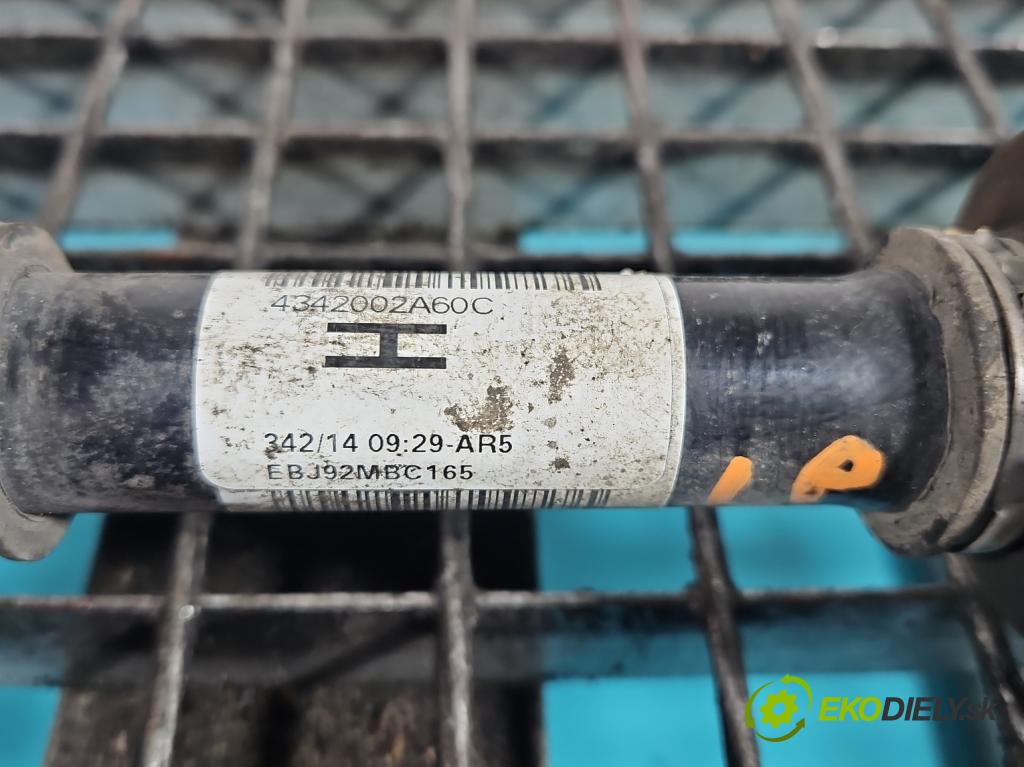 4342002A60C
H
342/14 09:29-AR5
EBJ92MBC165
EKODIELY.sk